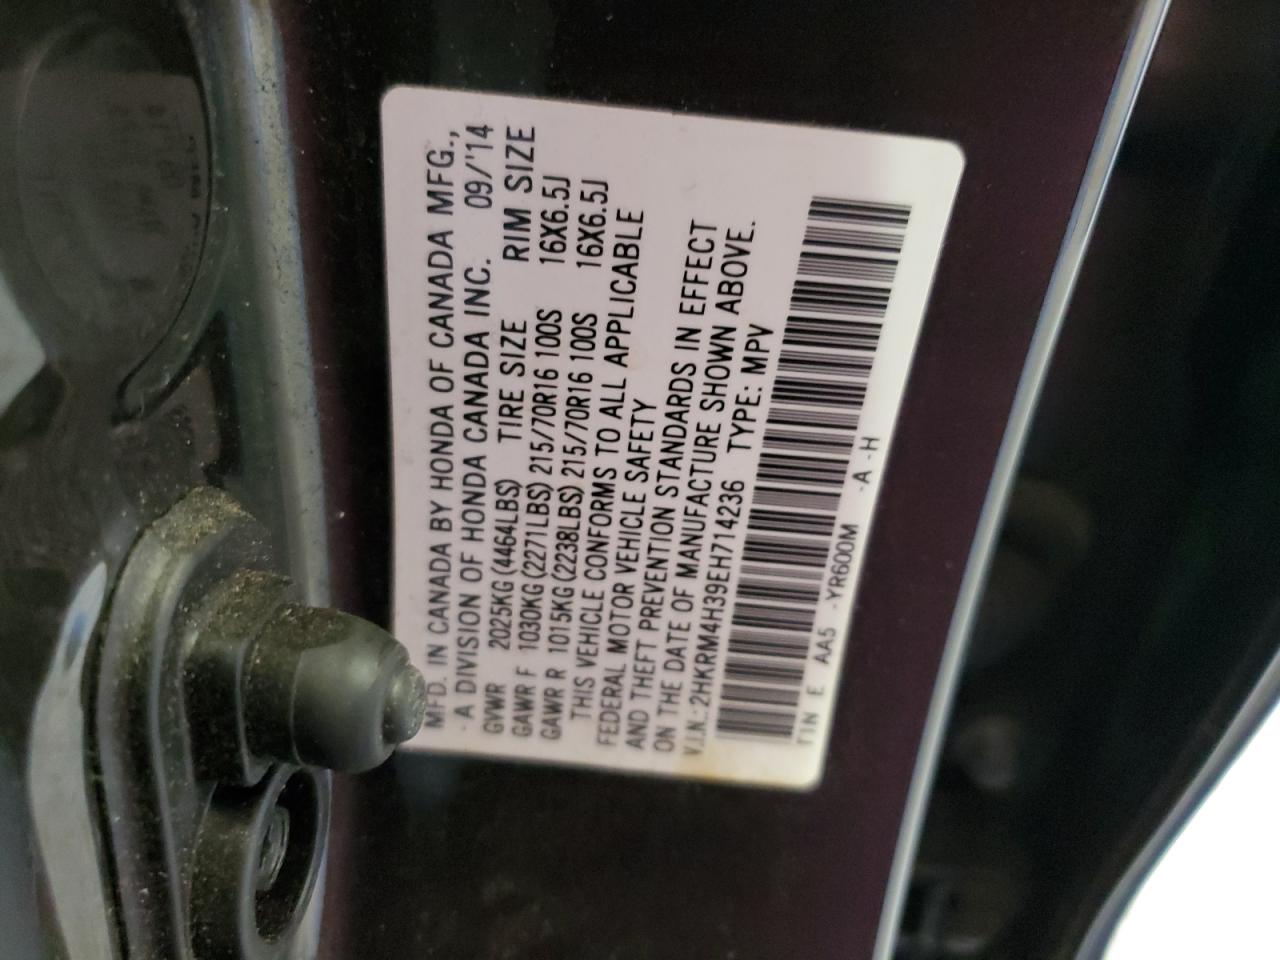 MFD. IN CANADA BY HONDA OF CANADA MFG.,
A DIVISION OF HONDA CANADA INC. 09/'14
GVWR 2025KG (4464LBS) TIRE SIZE RIM SIZE
GAWR F 1030KG (2271LBS) 215/70R16 100S 16X6.5J
GAWR R 1015KG (2238LBS) 215/70R16 100S 16X6.5J
THIS VEHICLE CONFORMS TO ALL APPLICABLE
FEDERAL MOTOR VEHICLE SAFETY
AND THEFT PREVENTION STANDARDS IN EFFECT
ON THE DATE OF MANUFACTURE SHOWN ABOVE.
V.I.N.: 2HKRM4H39EH714236 TYPE: MPV
E AA5 -YR600M -A -H